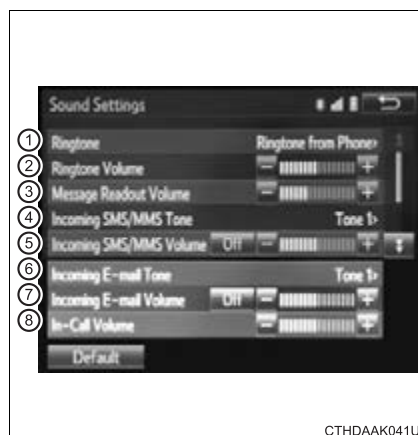 Sound Settings
1 Ringtone Ringtone from Phone>
2 Ringtone Volume − +
3 Message Readout Volume − +
4 Incoming SMS/MMS Tone Tone 1>
5 Incoming SMS/MMS Volume Off − +
6 Incoming E-mail Tone Tone 1>
7 Incoming E-mail Volume Off − +
8 In-Call Volume − +
Default
CTHDAAK041U